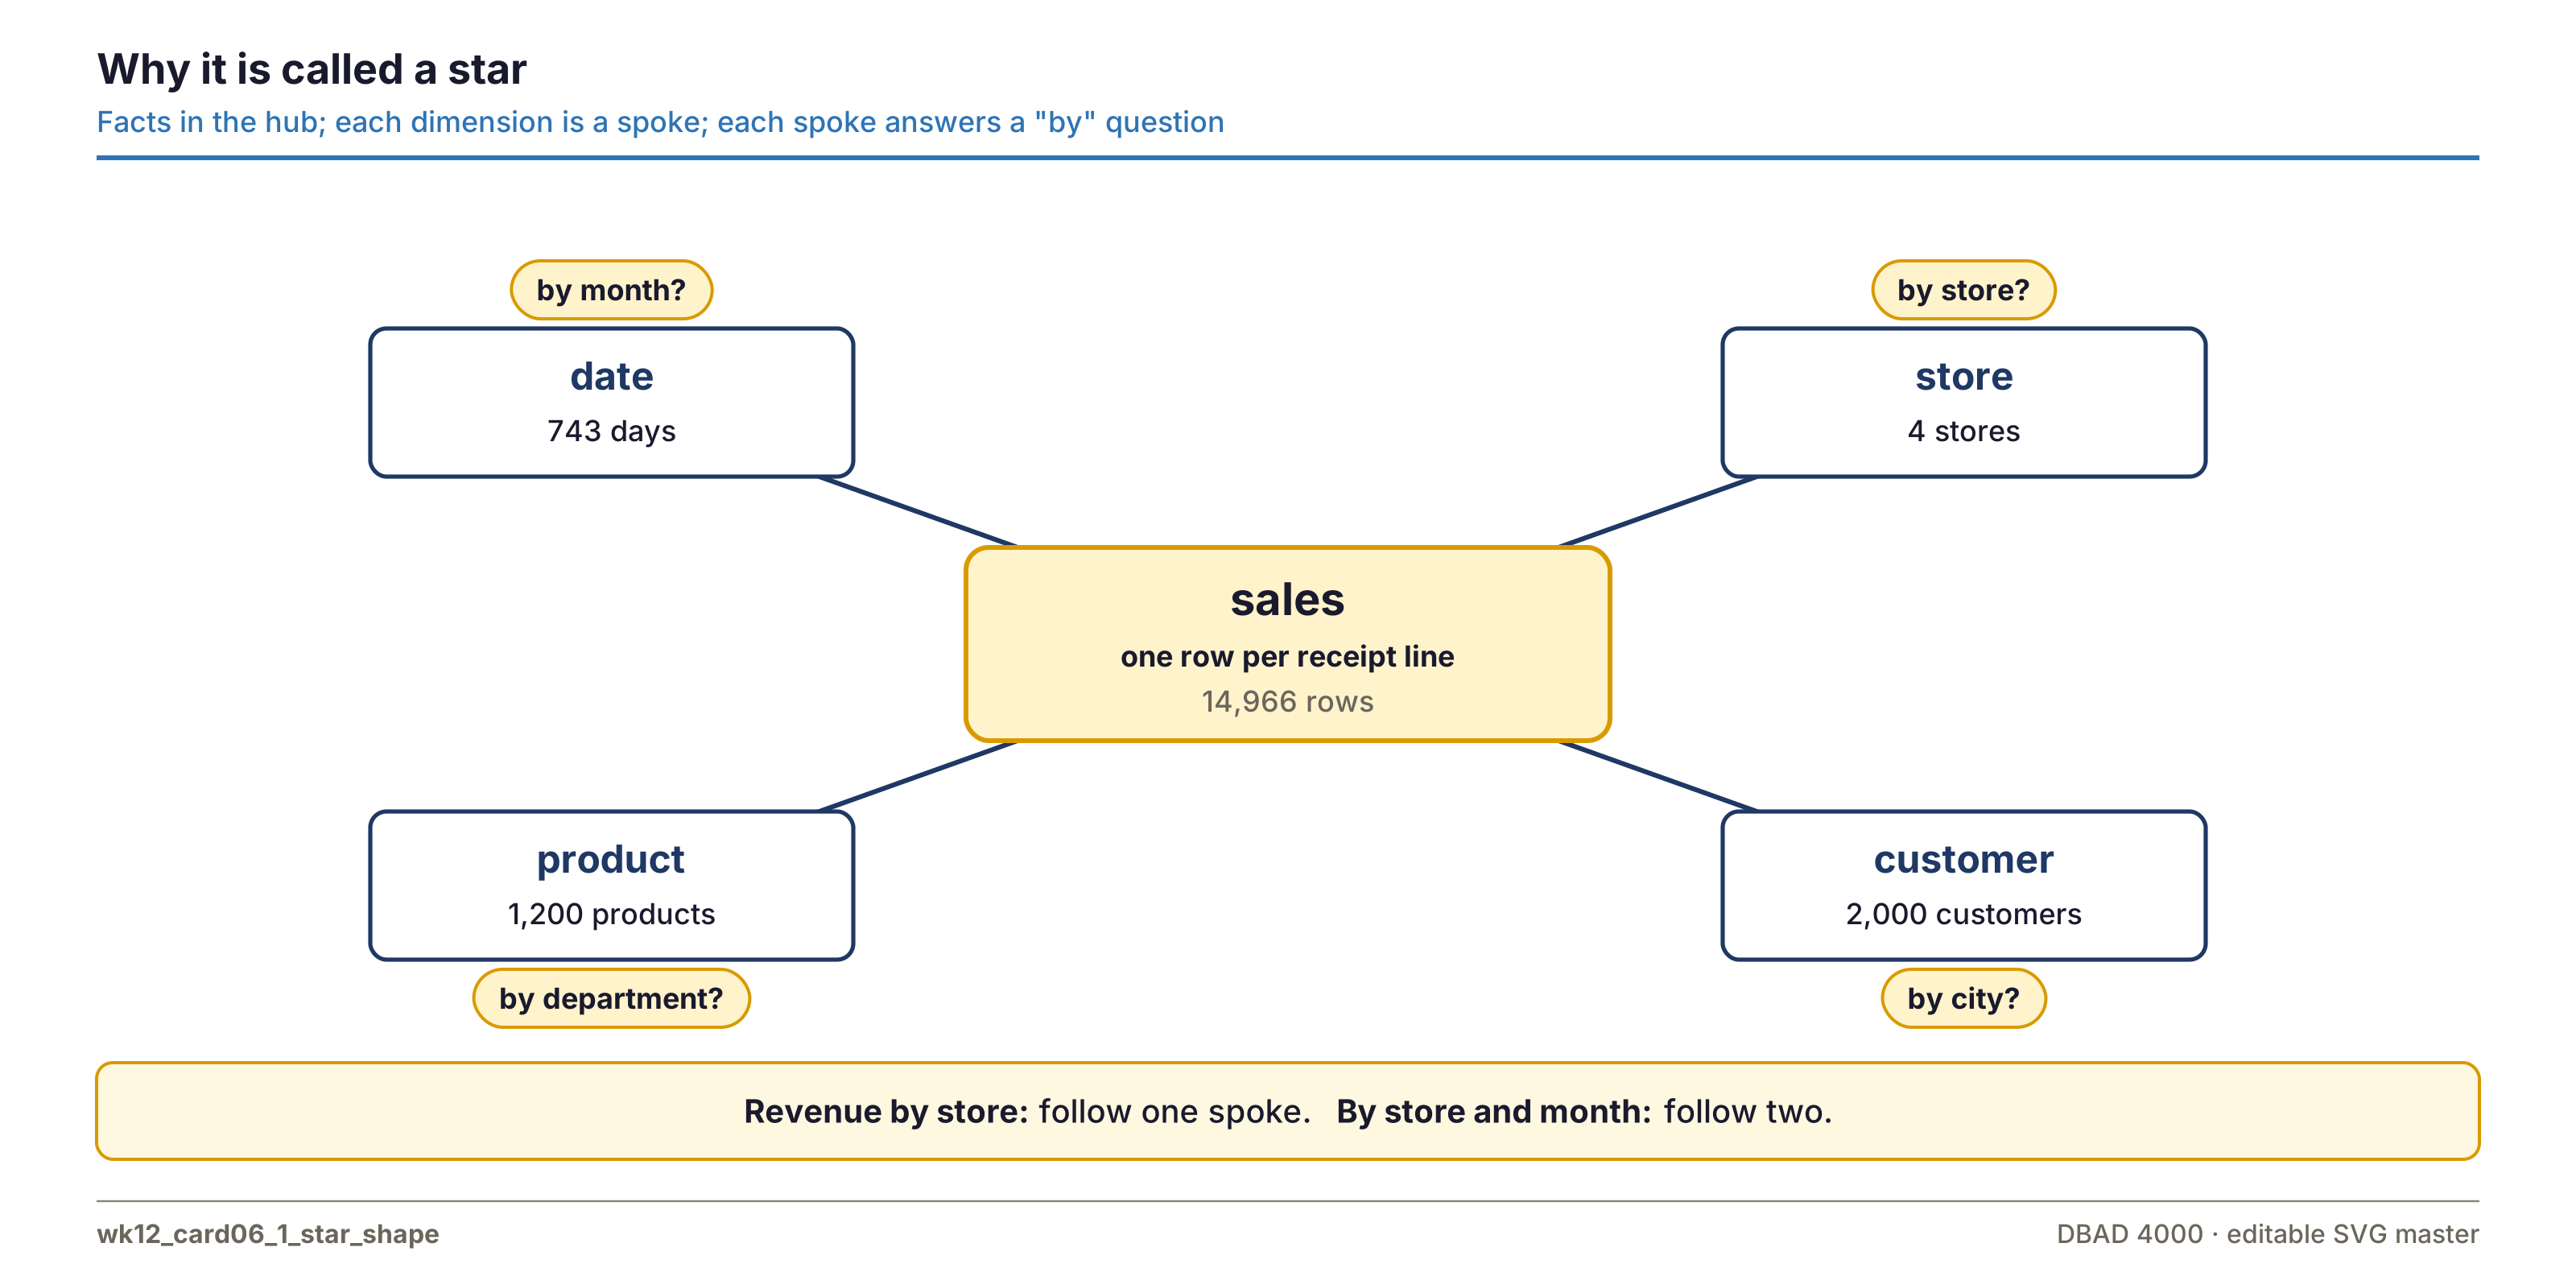 Why it is called a star
Facts in the hub; each dimension is a spoke; each spoke answers a "by" question
by month?
by store?
date
743 days
store
4 stores
sales
one row per receipt line
14,966 rows
product
1,200 products
customer
2,000 customers
by department?
by city?
Revenue by store: follow one spoke. By store and month: follow two.
wk12_card06_1_star_shape
DBAD 4000 · editable SVG master